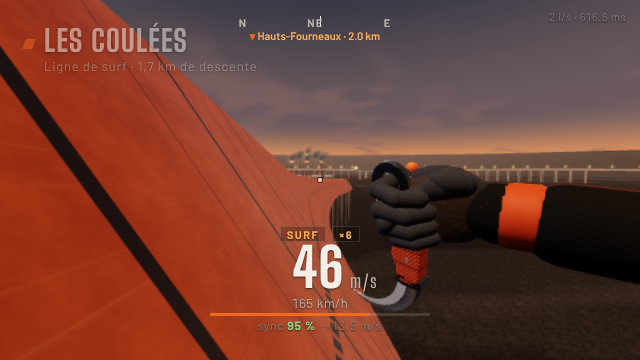 N NE E
Hauts-Fourneaux · 2.0 km
2 i/s · 616.6 ms
LES COULÉES
Ligne de surf · 1,7 km de descente
SURF ×6
46 m/s
165 km/h
sync 95 %